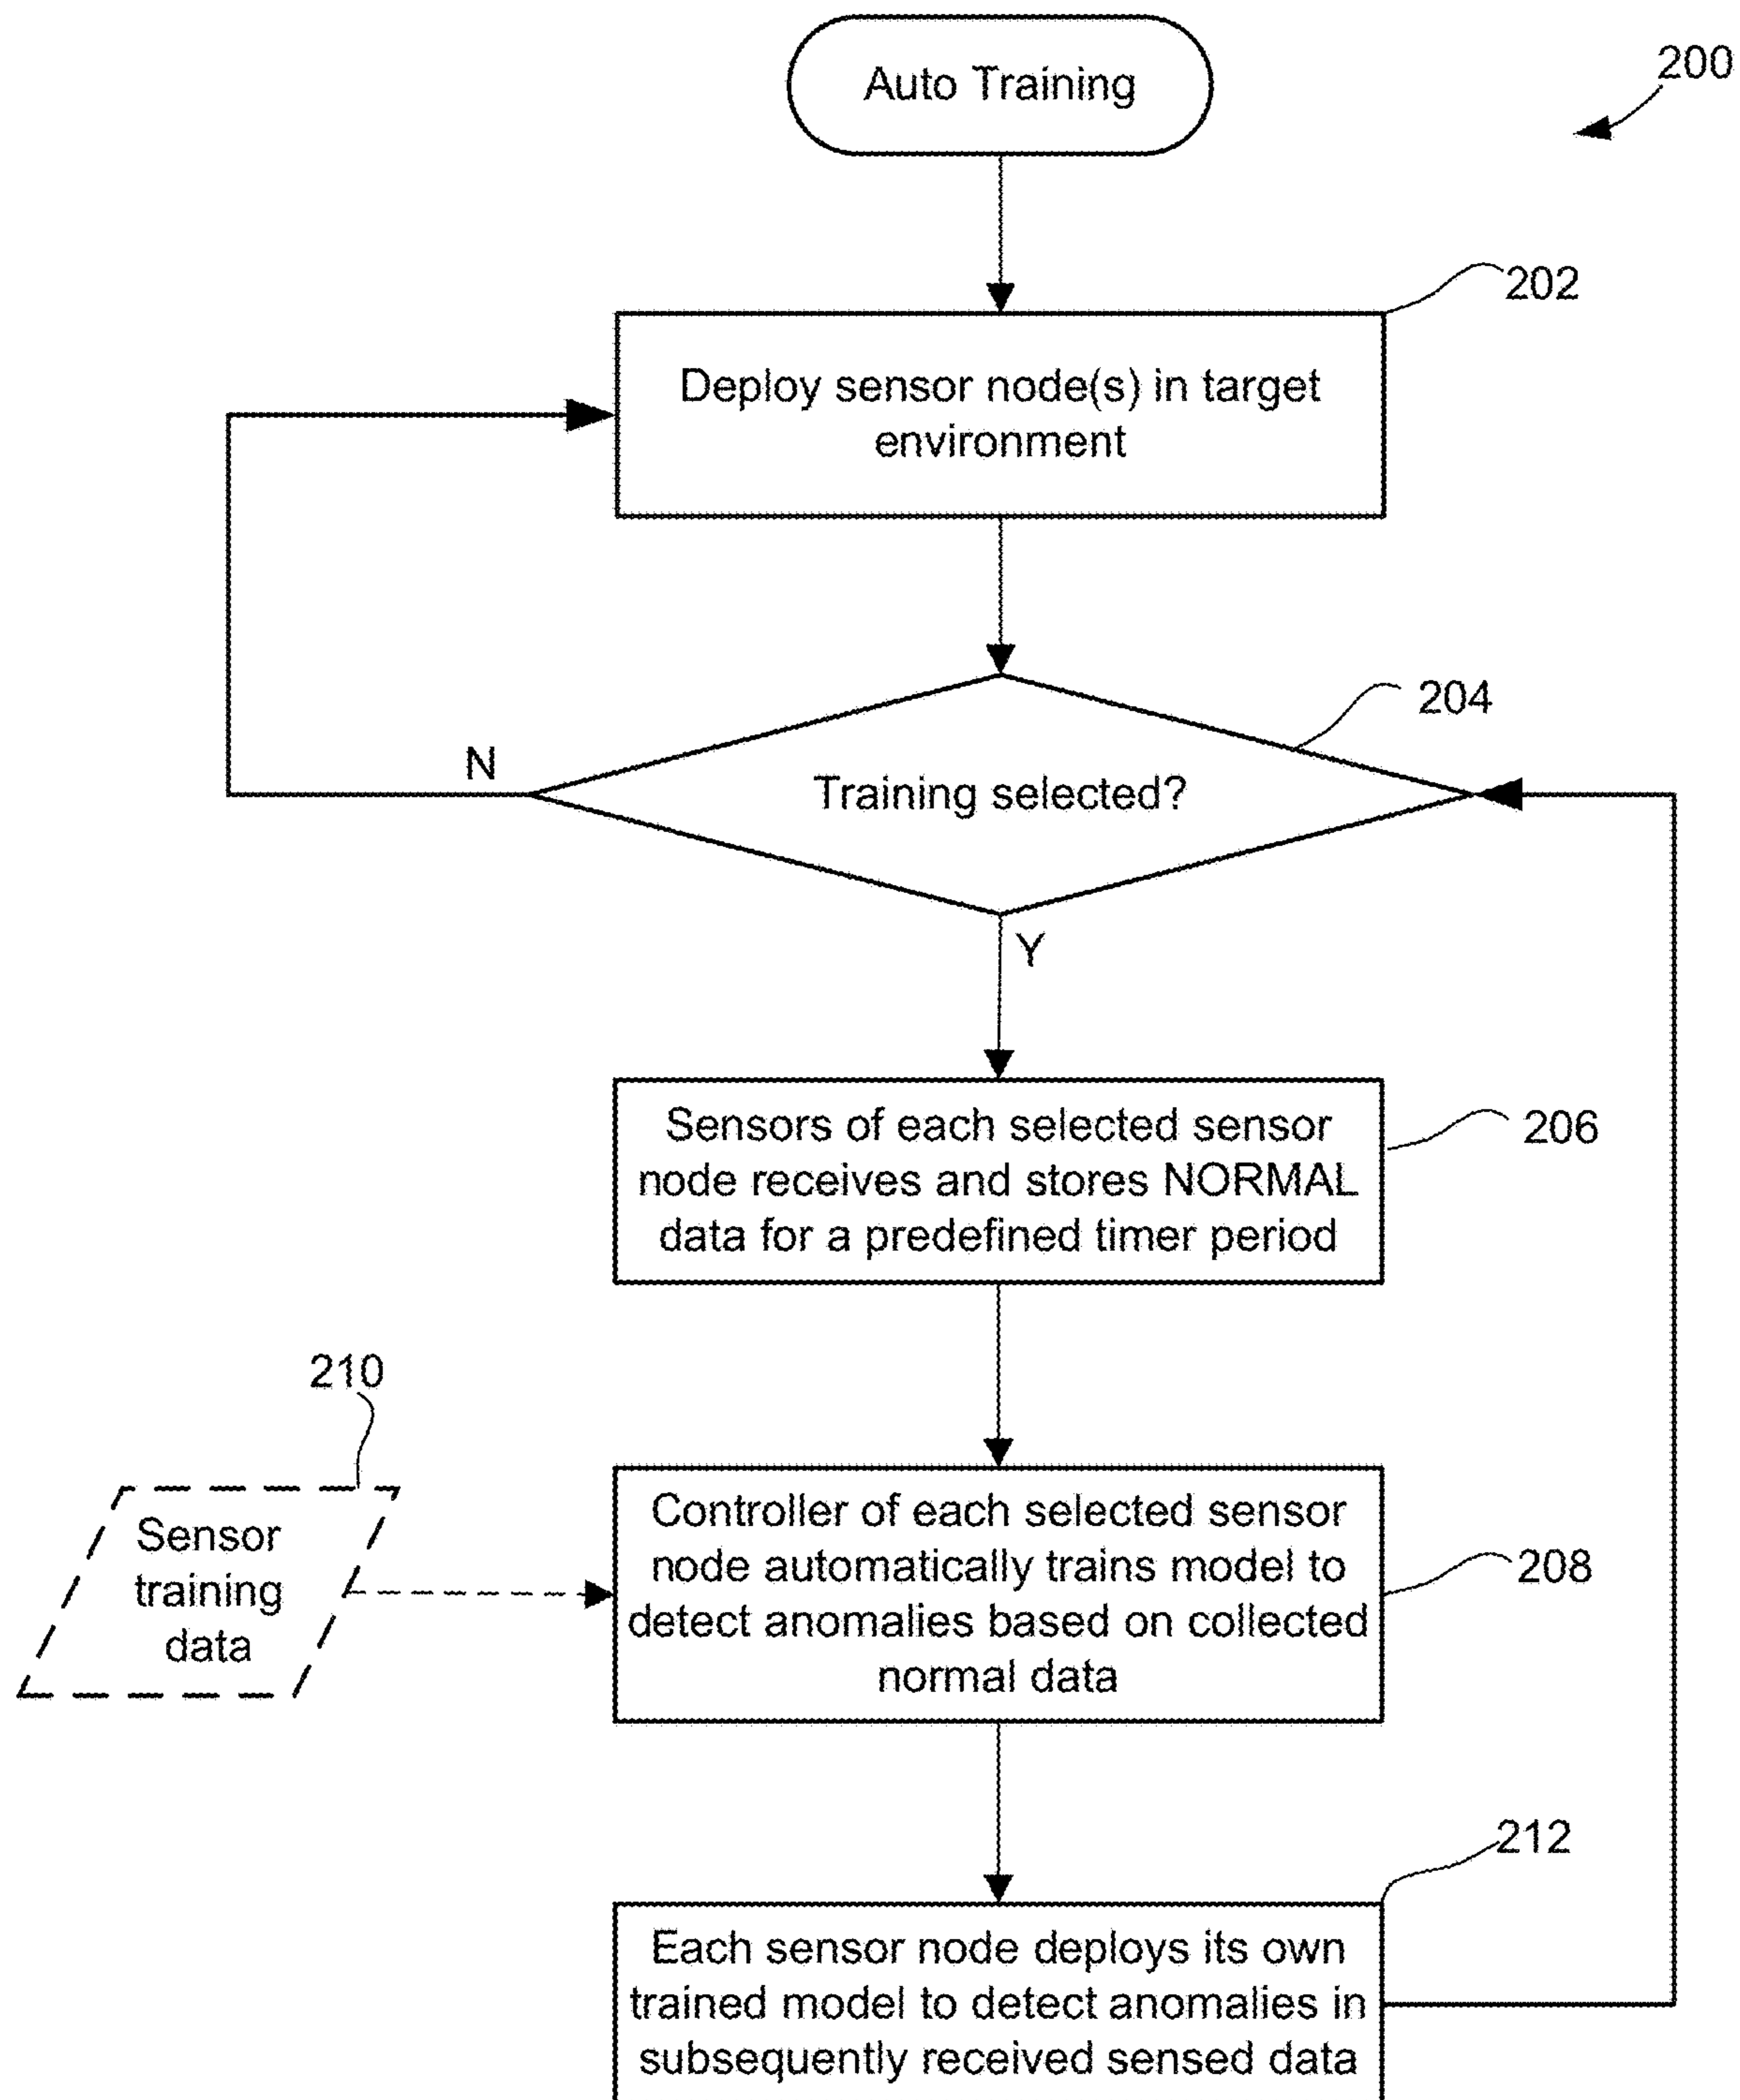 Auto Training
200
202
Deploy sensor node(s) in target
environment
204
N
Training selected?
Y
Sensors of each selected sensor
node receives and stores NORMAL
data for a predefined timer period
206
210
Sensor
training
data
Controller of each selected sensor
node automatically trains model to
detect anomalies based on collected
normal data
208
212
Each sensor node deploys its own
trained model to detect anomalies in
subsequently received sensed data